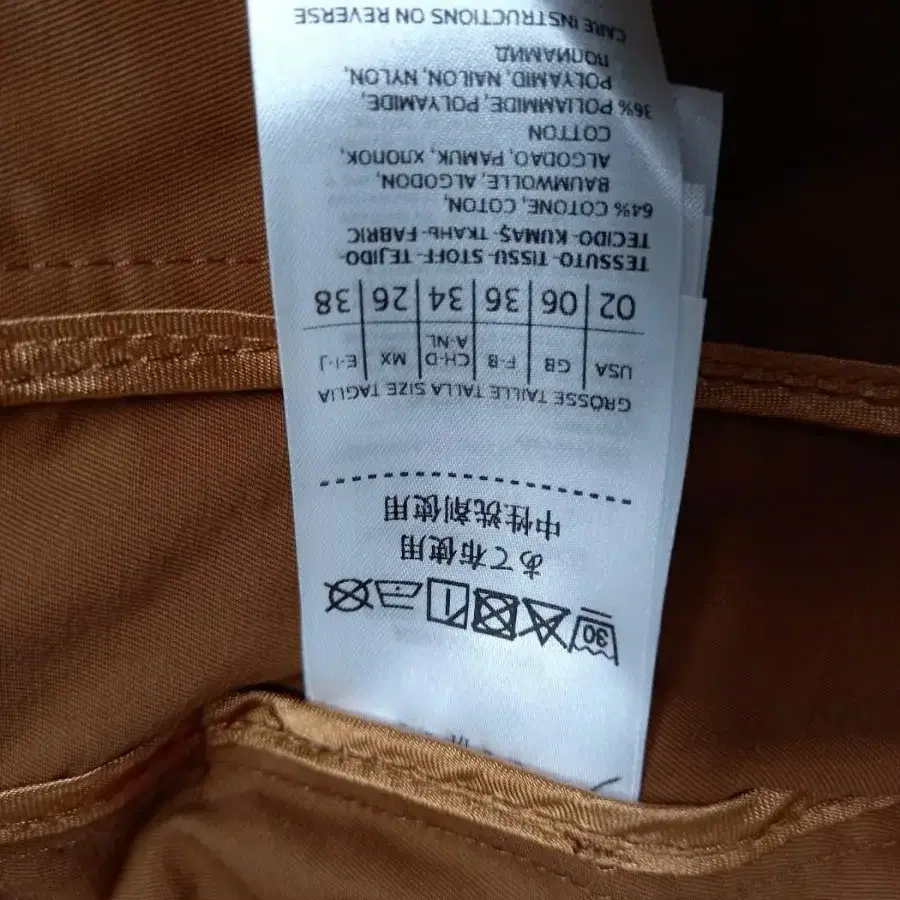 30
あて布使用
中性洗剤使用
GRÖSSE TAILLE TALLA SIZE TAGLIA
USA GB F-B CH-D A-NL MX E-I-J
02 06 36 34 26 38
TESSUTO-TISSU-STOFF-TEJIDO-
TECIDO-KUMAŞ-ТКАНЬ-FABRIC
64% COTONE, COTON,
BAUMWOLLE, ALGODON,
ALGODAO, PAMUK, ХЛОПОК,
COTTON
36% POLIAMMIDE, POLYAMIDE,
POLYAMID, NAILON, NYLON,
ПОЛИАМИД
CARE INSTRUCTIONS ON REVERSE